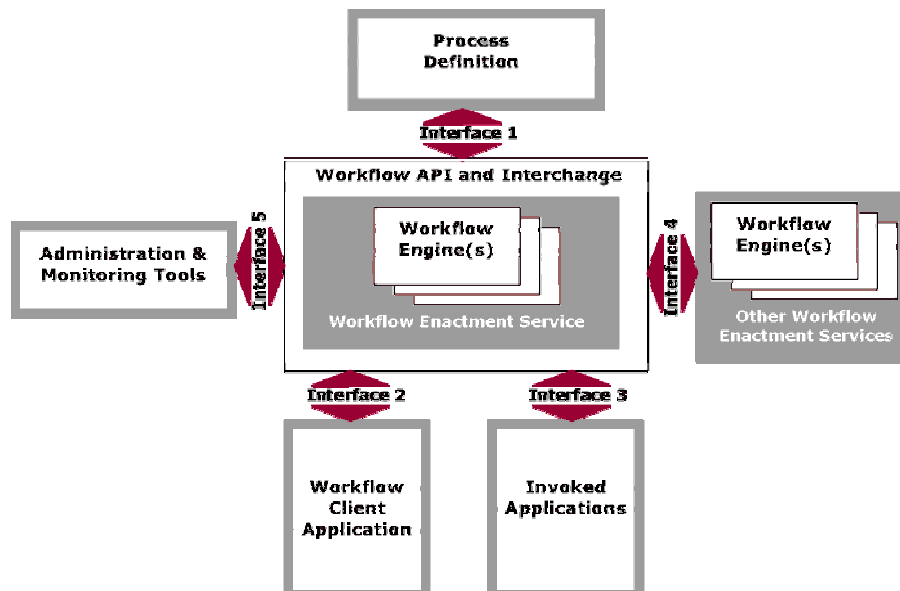 Process
Definition
Interface 1
Workflow API and Interchange
Workflow
Engine(s)
Workflow Enactment Service
Administration &
Monitoring Tools
Interface 5
Interface 4
Workflow
Engine(s)
Other Workflow
Enactment Services
Interface 2
Interface 3
Workflow
Client
Application
Invoked
Applications